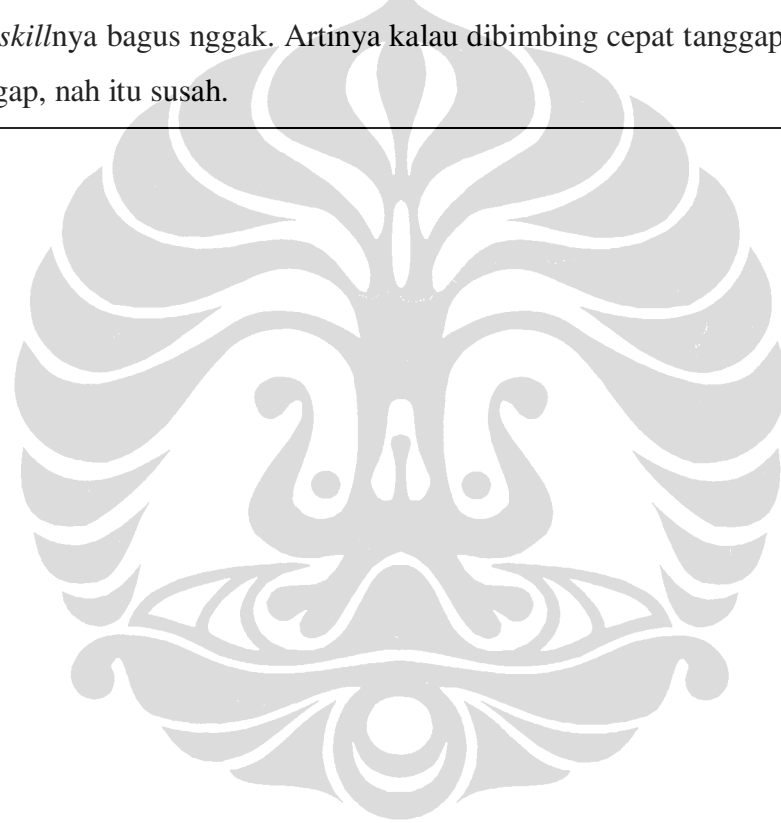 skillnya bagus nggak. Artinya kalau dibimbing cepat tanggap
gap, nah itu susah.